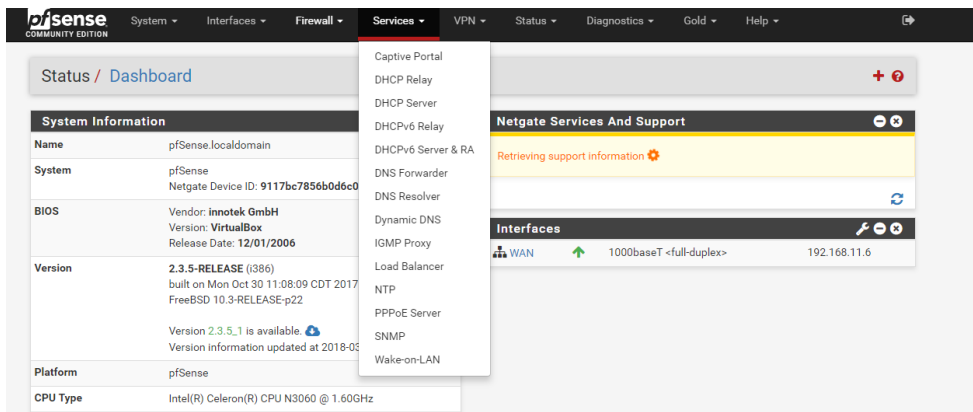 pfSense
COMMUNITY EDITION
System Interfaces Firewall Services VPN Status Diagnostics Gold Help
Captive Portal
DHCP Relay
DHCP Server
DHCPv6 Relay
DHCPv6 Server & RA
DNS Forwarder
DNS Resolver
Dynamic DNS
IGMP Proxy
Load Balancer
NTP
PPPoE Server
SNMP
Wake-on-LAN
Status / Dashboard
System Information
Name pfSense.localdomain
System pfSense
Netgate Device ID: 9117bc7856b0d6c0
BIOS Vendor: innotek GmbH
Version: VirtualBox
Release Date: 12/01/2006
Version 2.3.5-RELEASE (i386)
built on Mon Oct 30 11:08:09 CDT 2017
FreeBSD 10.3-RELEASE-p22
Version 2.3.5_1 is available.
Version information updated at 2018-03
Platform pfSense
CPU Type Intel(R) Celeron(R) CPU N3060 @ 1.60GHz
Netgate Services And Support
Retrieving support information
Interfaces
WAN 1000baseT <full-duplex> 192.168.11.6